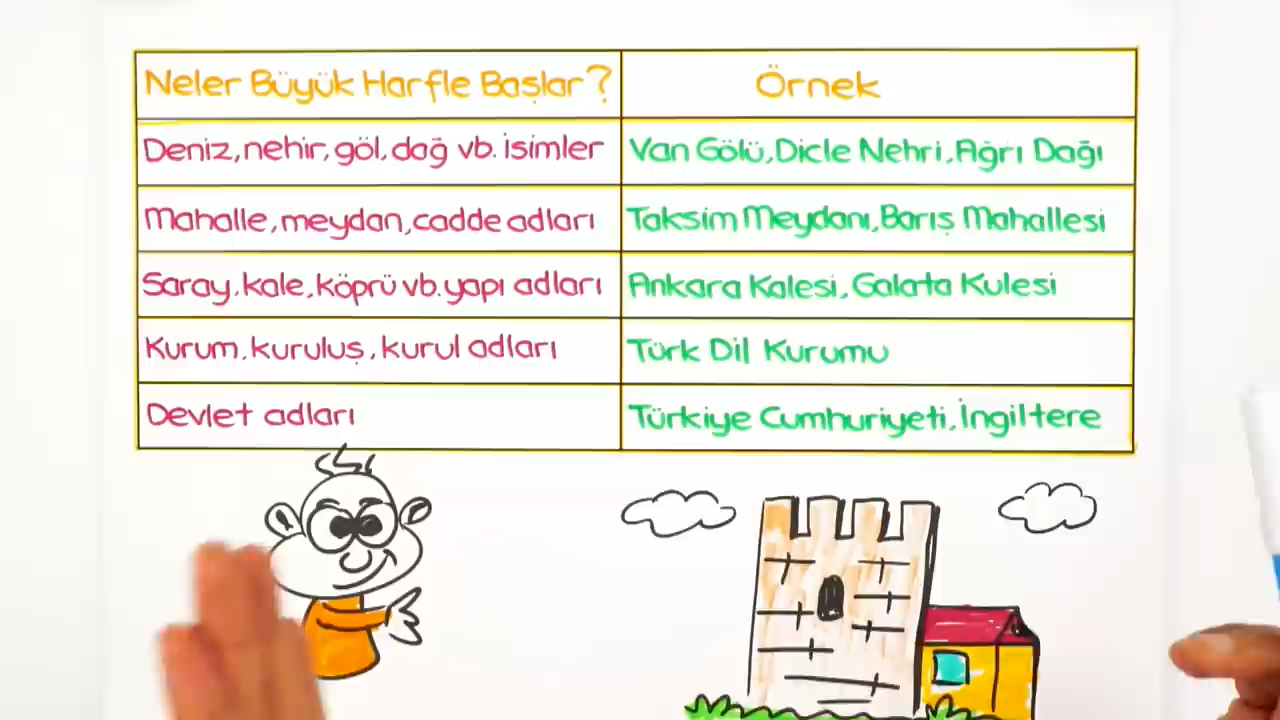 Neler Büyük Harfle Başlar?
Örnek
Deniz, nehir, göl, dağ vb. isimler
Van Gölü, Dicle Nehri, Ağrı Dağı
Mahalle, meydan, cadde adları
Taksim Meydanı, Barış Mahallesi
Saray, kale, köprü vb. yapı adları
Ankara Kalesi, Galata Kulesi
Kurum, kuruluş, kurul adları
Türk Dil Kurumu
Devlet adları
Türkiye Cumhuriyeti, İngiltere